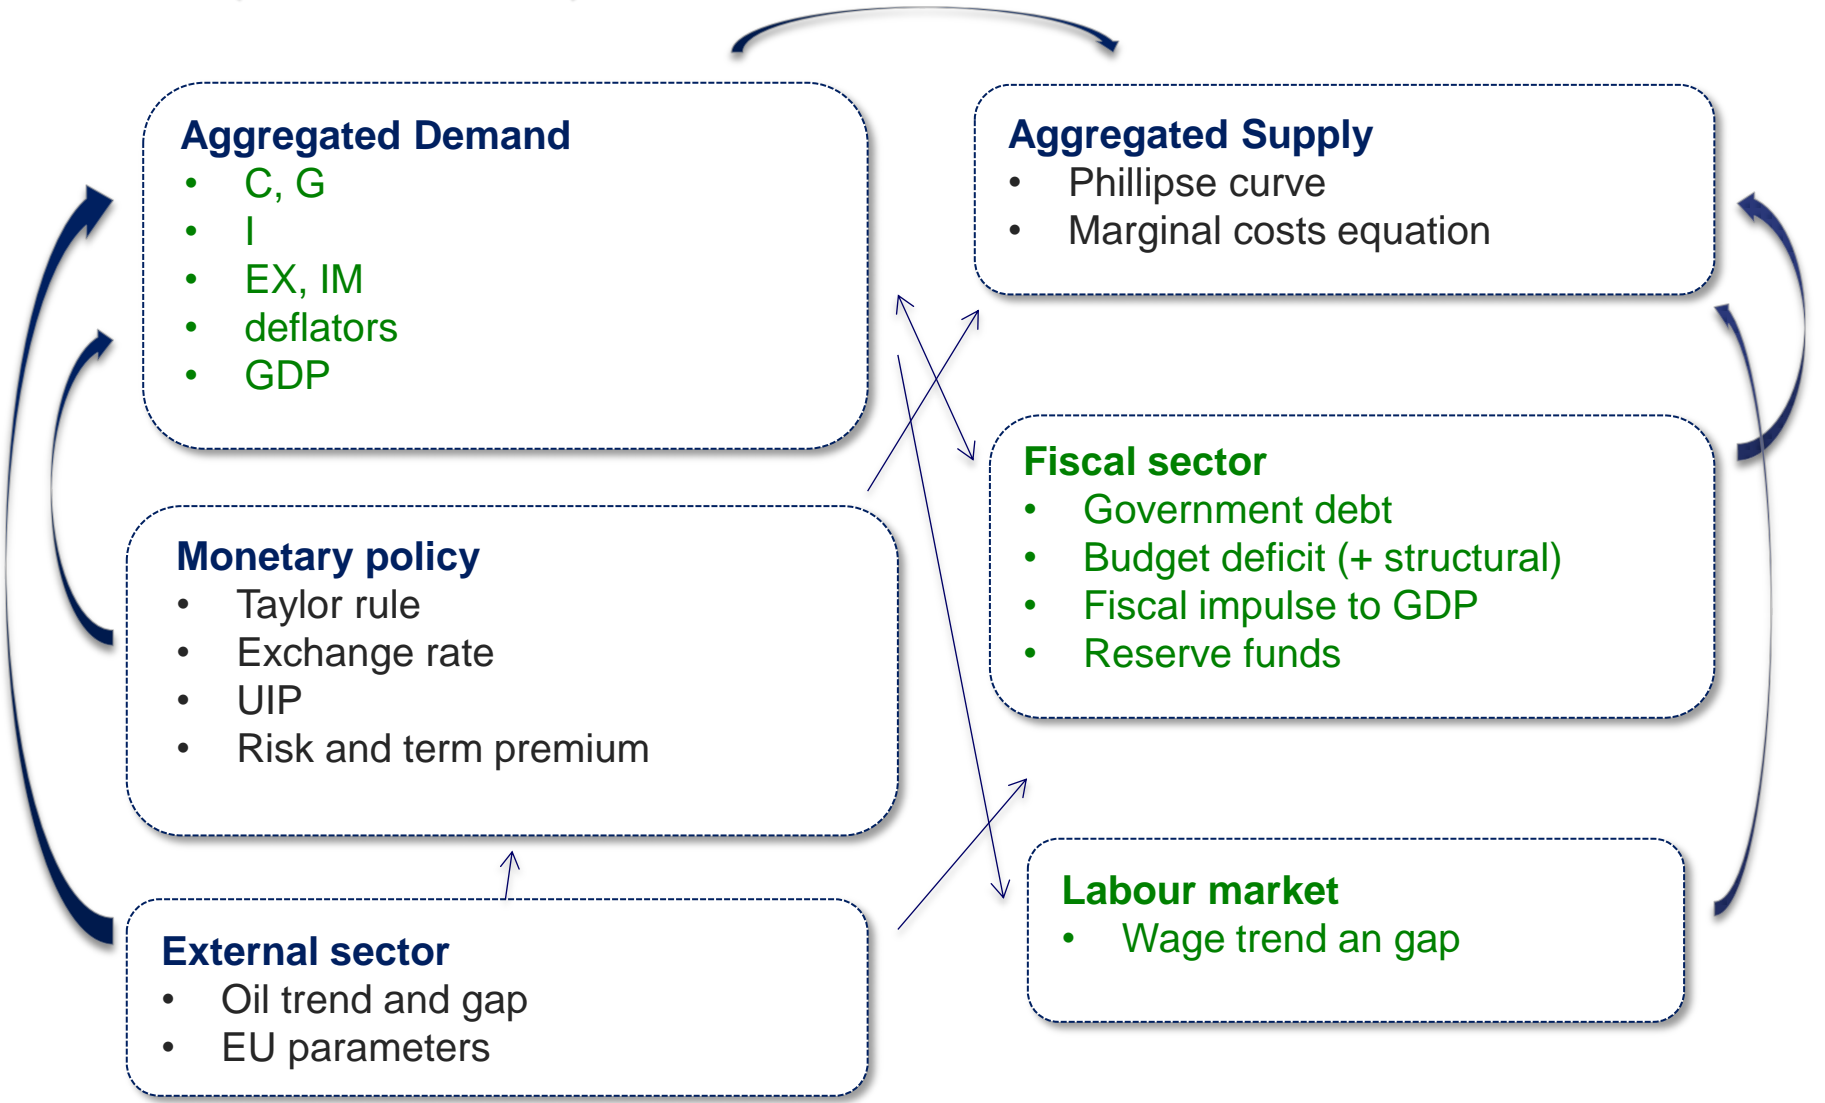 Aggregated Demand
• C, G
• I
• EX, IM
• deflators
• GDP
Aggregated Supply
• Phillipse curve
• Marginal costs equation
Monetary policy
• Taylor rule
• Exchange rate
• UIP
• Risk and term premium
Fiscal sector
• Government debt
• Budget deficit (+ structural)
• Fiscal impulse to GDP
• Reserve funds
External sector
• Oil trend and gap
• EU parameters
Labour market
• Wage trend an gap